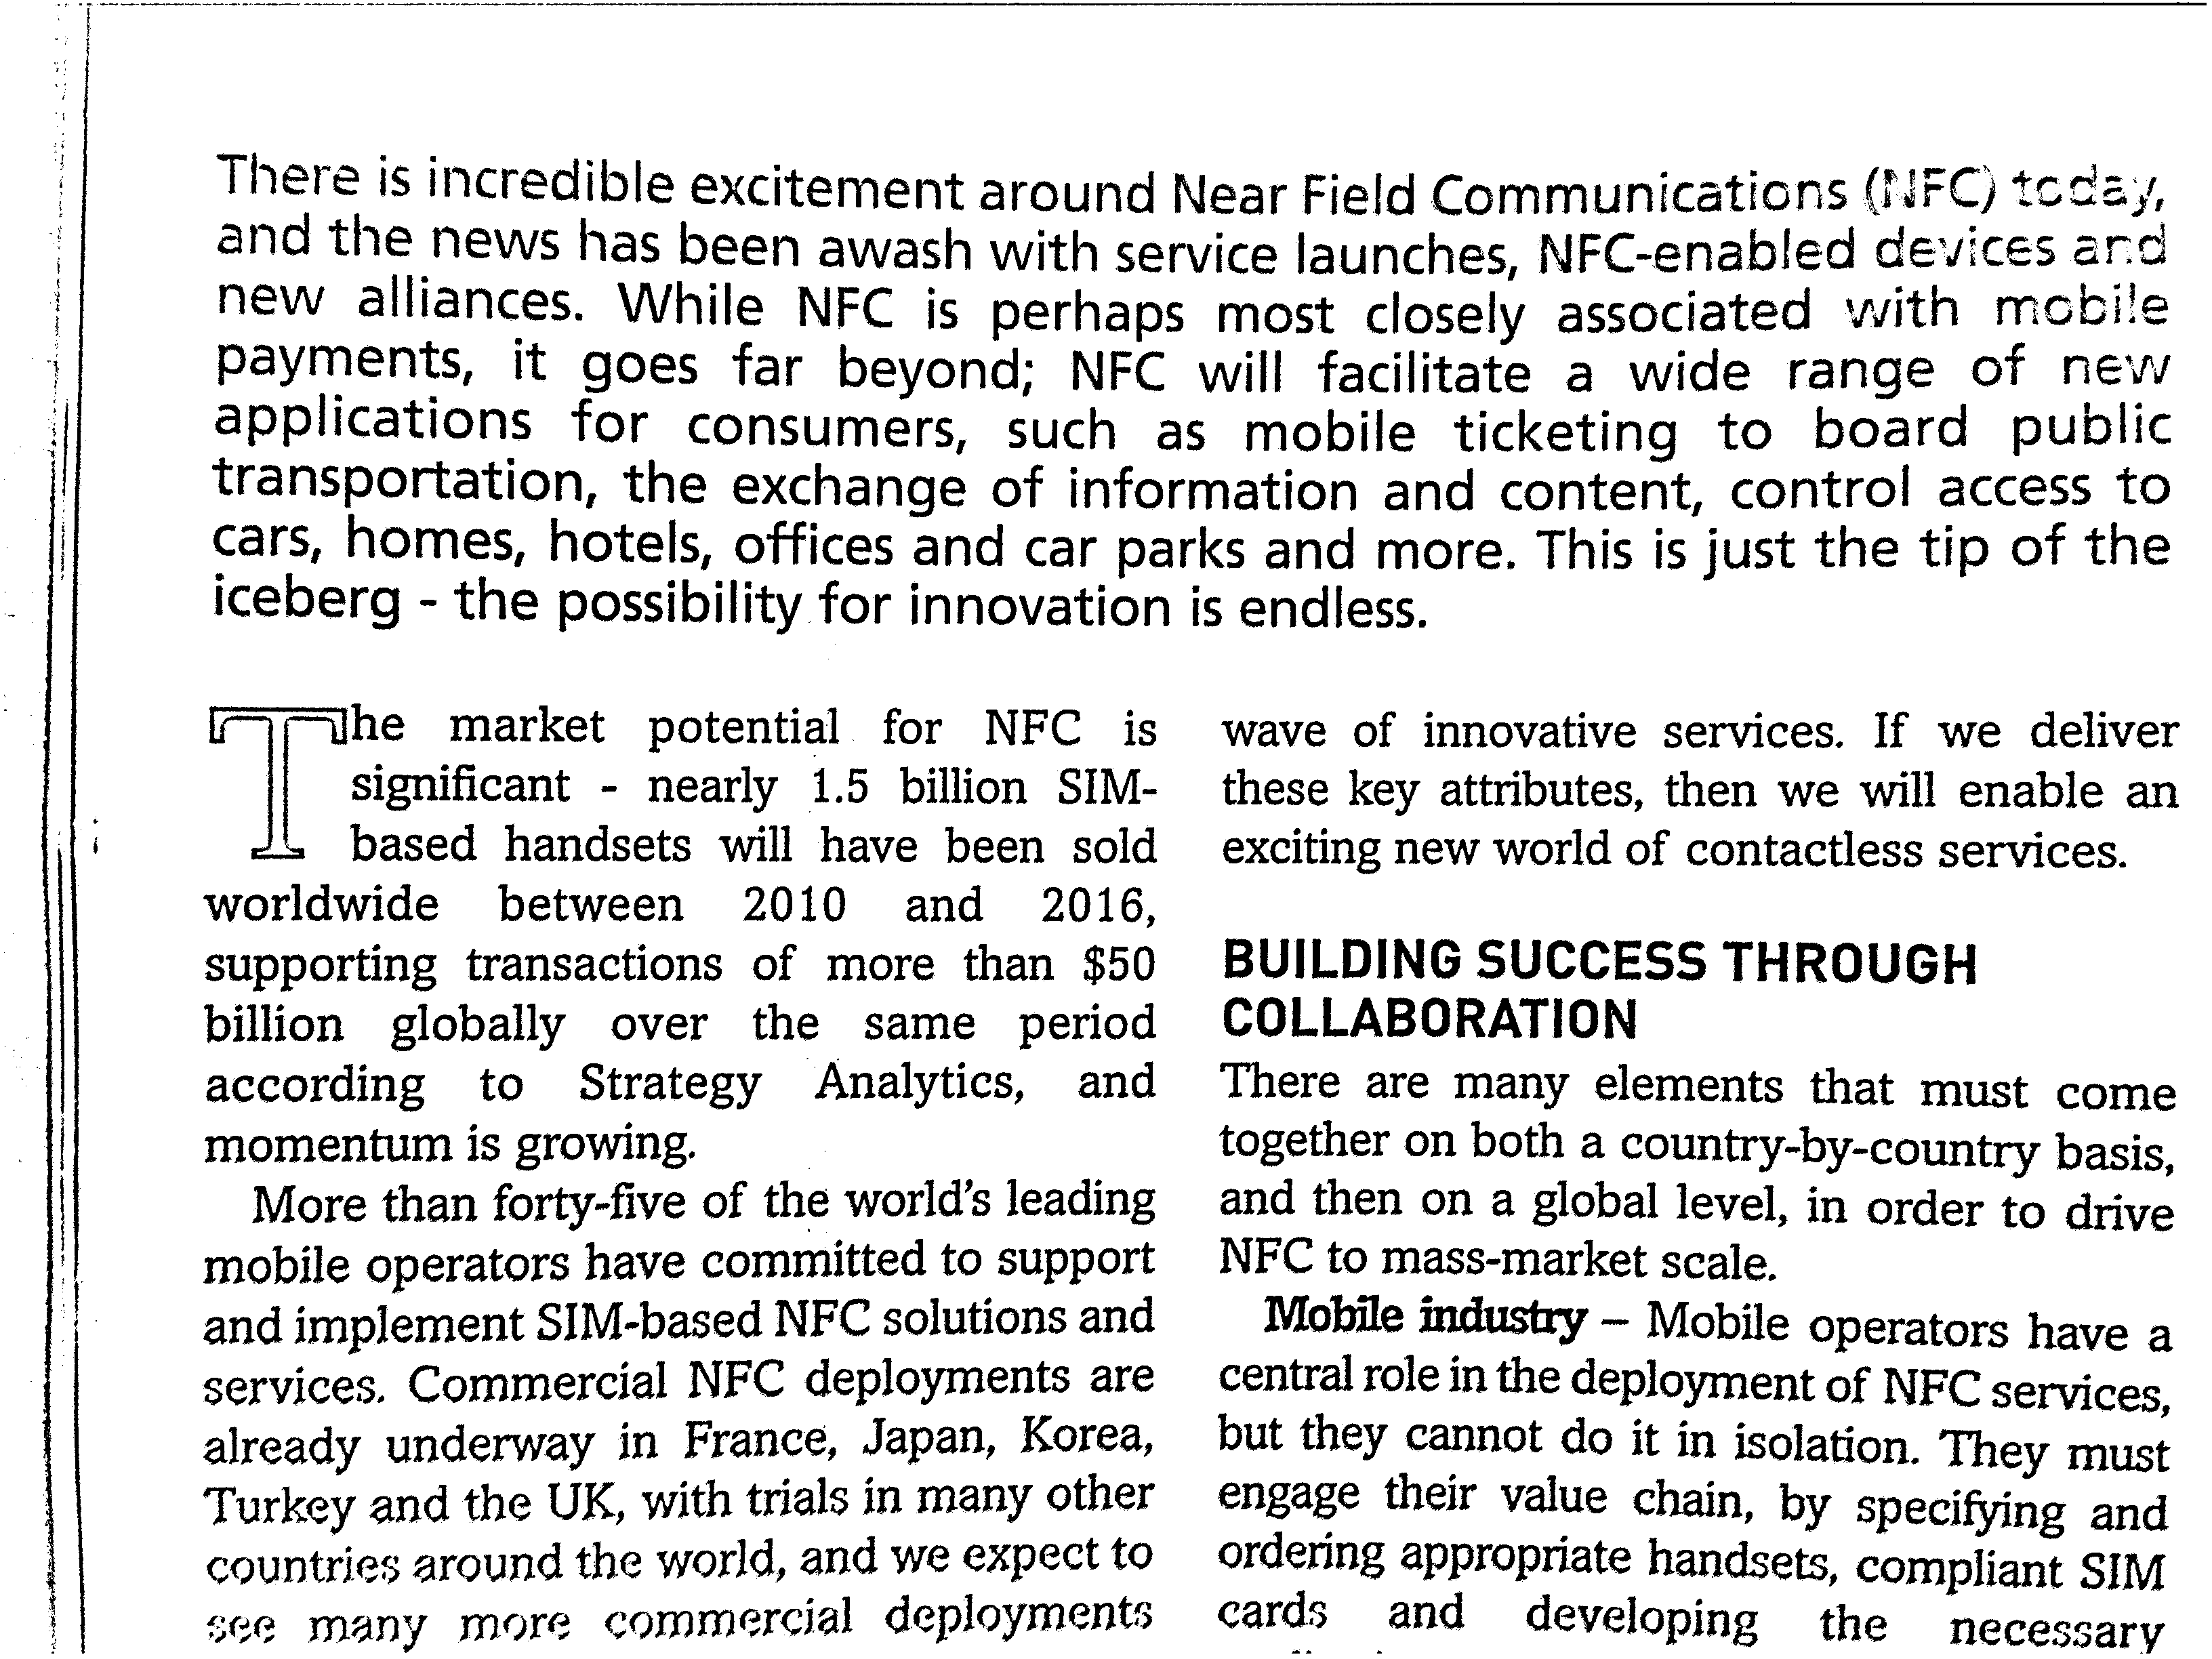 There is incredible excitement around Near Field Communications (NFC) today,
and the news has been awash with service launches, NFC-enabled devices and
new alliances. While NFC is perhaps most closely associated with mobile
payments, it goes far beyond; NFC will facilitate a wide range of new
applications for consumers, such as mobile ticketing to board public
transportation, the exchange of information and content, control access to
cars, homes, hotels, offices and car parks and more. This is just the tip of the
iceberg - the possibility for innovation is endless.
The market potential for NFC is
significant - nearly 1.5 billion SIM-
based handsets will have been sold
worldwide between 2010 and 2016,
supporting transactions of more than $50
billion globally over the same period
according to Strategy Analytics, and
momentum is growing.
More than forty-five of the world's leading
mobile operators have committed to support
and implement SIM-based NFC solutions and
services. Commercial NFC deployments are
already underway in France, Japan, Korea,
Turkey and the UK, with trials in many other
countries around the world, and we expect to
see many more commercial deployments
wave of innovative services. If we deliver
these key attributes, then we will enable an
exciting new world of contactless services.
BUILDING SUCCESS THROUGH
COLLABORATION
There are many elements that must come
together on both a country-by-country basis,
and then on a global level, in order to drive
NFC to mass-market scale.
Mobile industry – Mobile operators have a
central role in the deployment of NFC services,
but they cannot do it in isolation. They must
engage their value chain, by specifying and
ordering appropriate handsets, compliant SIM
cards and developing the necessary